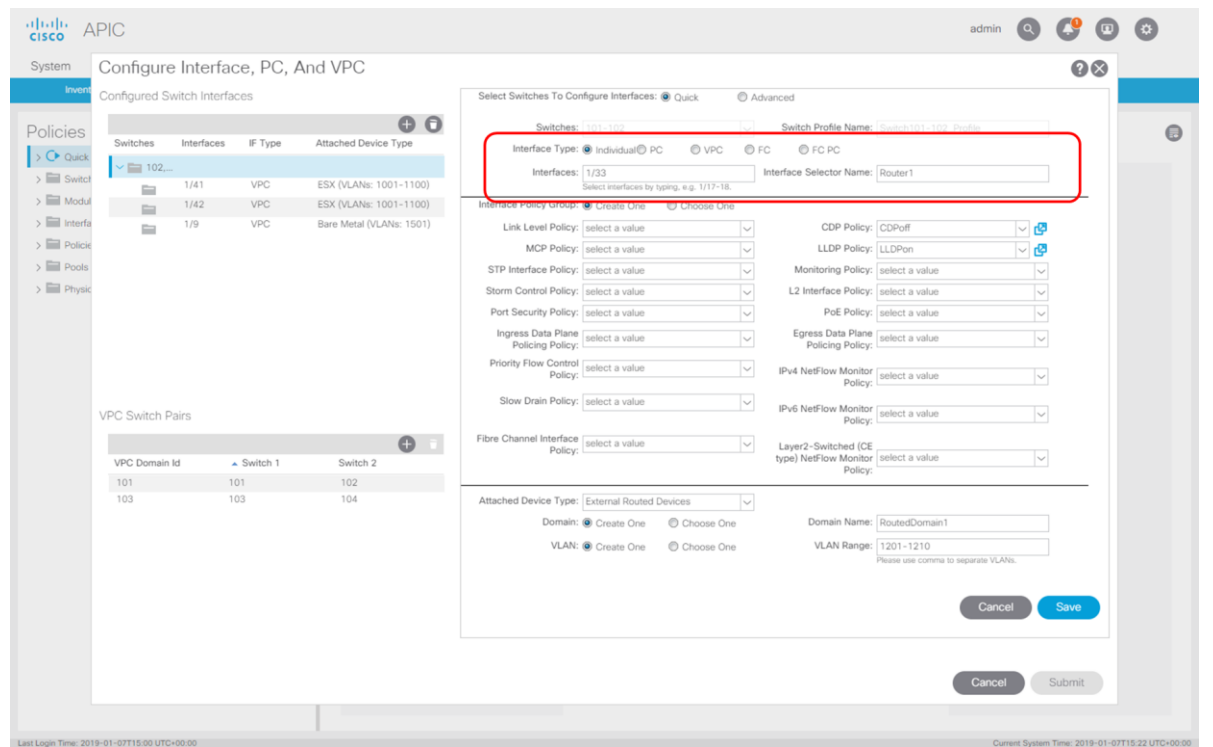 CISCO APIC
admin
1
System
Configure Interface, PC, And VPC
Invent
Configured Switch Interfaces
Select Switches To Configure Interfaces: Quick Advanced
Policies
Switches: 101-102 Switch Profile Name: Switch101-102_Profile
Switches Interfaces IF Type Attached Device Type
Interface Type: Individual PC VPC FC FC PC
Quick
102,...
Interfaces: 1/33 Interface Selector Name: Router1
Switch
1/41 VPC ESX (VLANs: 1001-1100)
Select interfaces by typing, e.g. 1/17-18.
Modul
1/42 VPC ESX (VLANs: 1001-1100)
Interface Policy Group: Create One Choose One
Interfa
1/9 VPC Bare Metal (VLANs: 1501)
Link Level Policy: select a value CDP Policy: CDPoff
Policie
MCP Policy: select a value LLDP Policy: LLDPon
Pools
STP Interface Policy: select a value Monitoring Policy: select a value
Physic
Storm Control Policy: select a value L2 Interface Policy: select a value
Port Security Policy: select a value PoE Policy: select a value
Ingress Data Plane Policing Policy: select a value Egress Data Plane Policing Policy: select a value
Priority Flow Control Policy: select a value IPv4 NetFlow Monitor Policy: select a value
Slow Drain Policy: select a value IPv6 NetFlow Monitor Policy: select a value
VPC Switch Pairs
Fibre Channel Interface Policy: select a value Layer2-Switched (CE type) NetFlow Monitor Policy: select a value
VPC Domain Id Switch 1 Switch 2
101 101 102
103 103 104
Attached Device Type: External Routed Devices
Domain: Create One Choose One Domain Name: RoutedDomain1
VLAN: Create One Choose One VLAN Range: 1201-1210
Please use comma to separate VLANs.
Cancel Save
Cancel Submit
Last Login Time: 2019-01-07T15:00 UTC+00:00
Current System Time: 2019-01-07T15:22 UTC+00:00